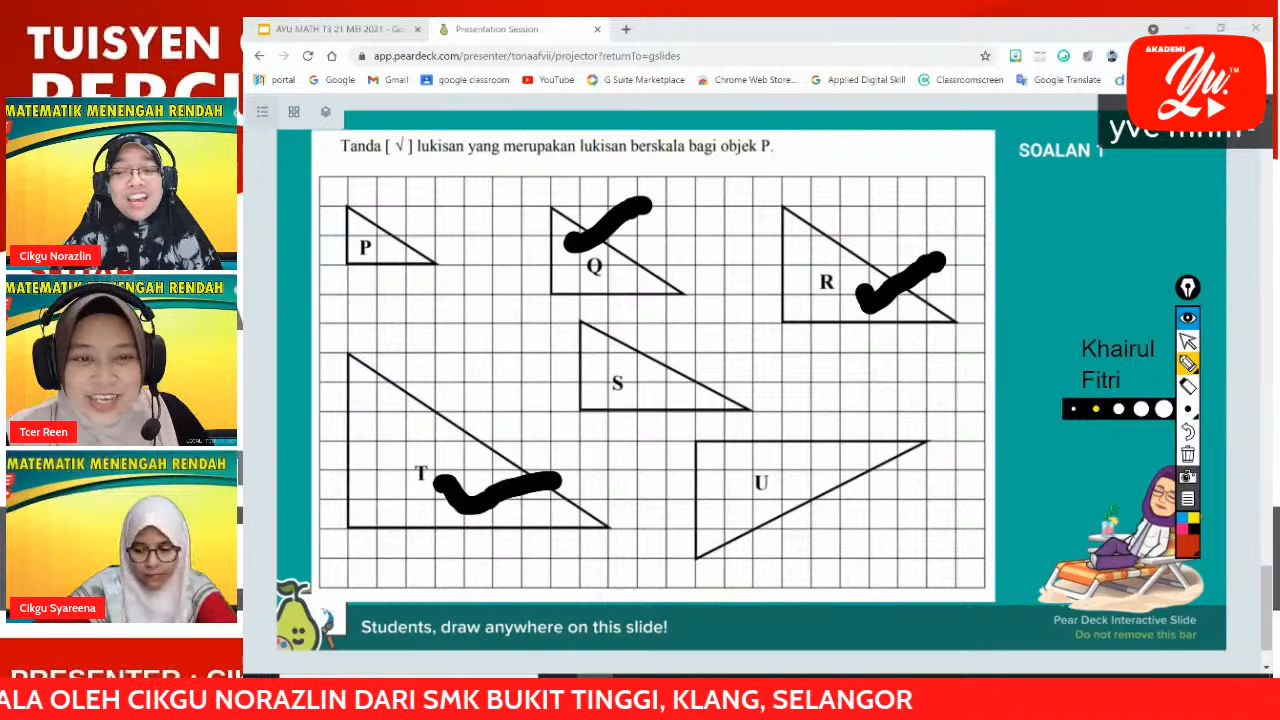 TUISYEN
MATEMATIK MENENGAH RENDAH
Cikgu Norazlin
Tcer Reen
MATEMATIK MENENGAH RENDAH
Cikgu Syareena
AYU MATH T3 21 MEI 2021 - Go
Presentation Session
app.peardeck.com/presenter/tonaafvii/projector?returnTo=gslides
portal
Google
Gmail
google classroom
YouTube
G Suite Marketplace
Chrome Web Store...
Applied Digital Skill
Classroomscreen
Google Translate
AKADEMI
Yu.
TM
SOALAN 1
Tanda [ √ ] lukisan yang merupakan lukisan berskala bagi objek P.
P
Q
R
S
T
U
Khairul
Fitri
Students, draw anywhere on this slide!
Pear Deck Interactive Slide
Do not remove this bar
ALA OLEH CIKGU NORAZLIN DARI SMK BUKIT TINGGI, KLANG, SELANGOR